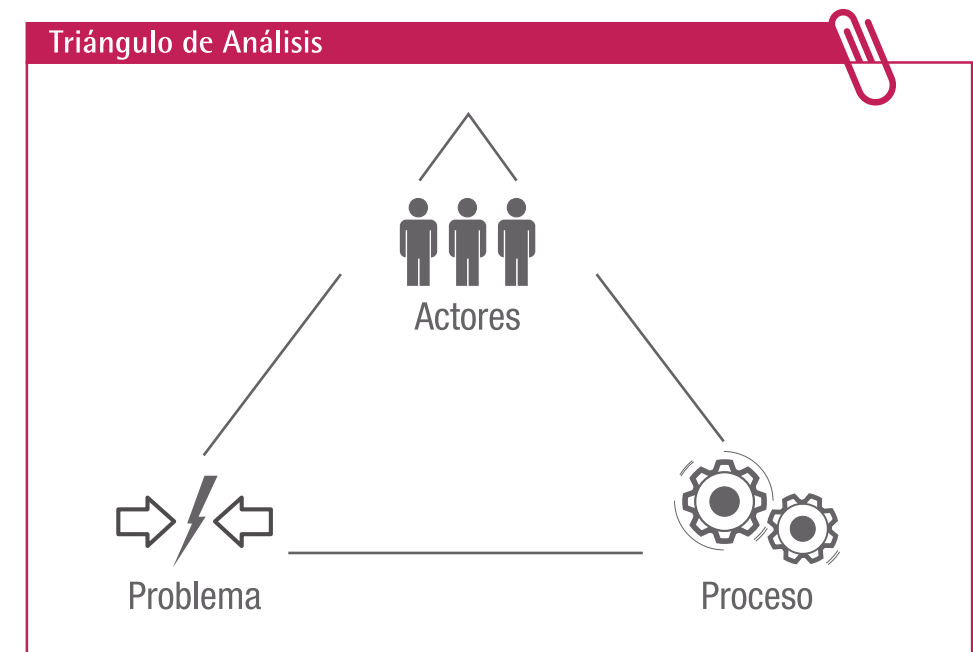 Triángulo de Análisis
Actores
Problema
Proceso